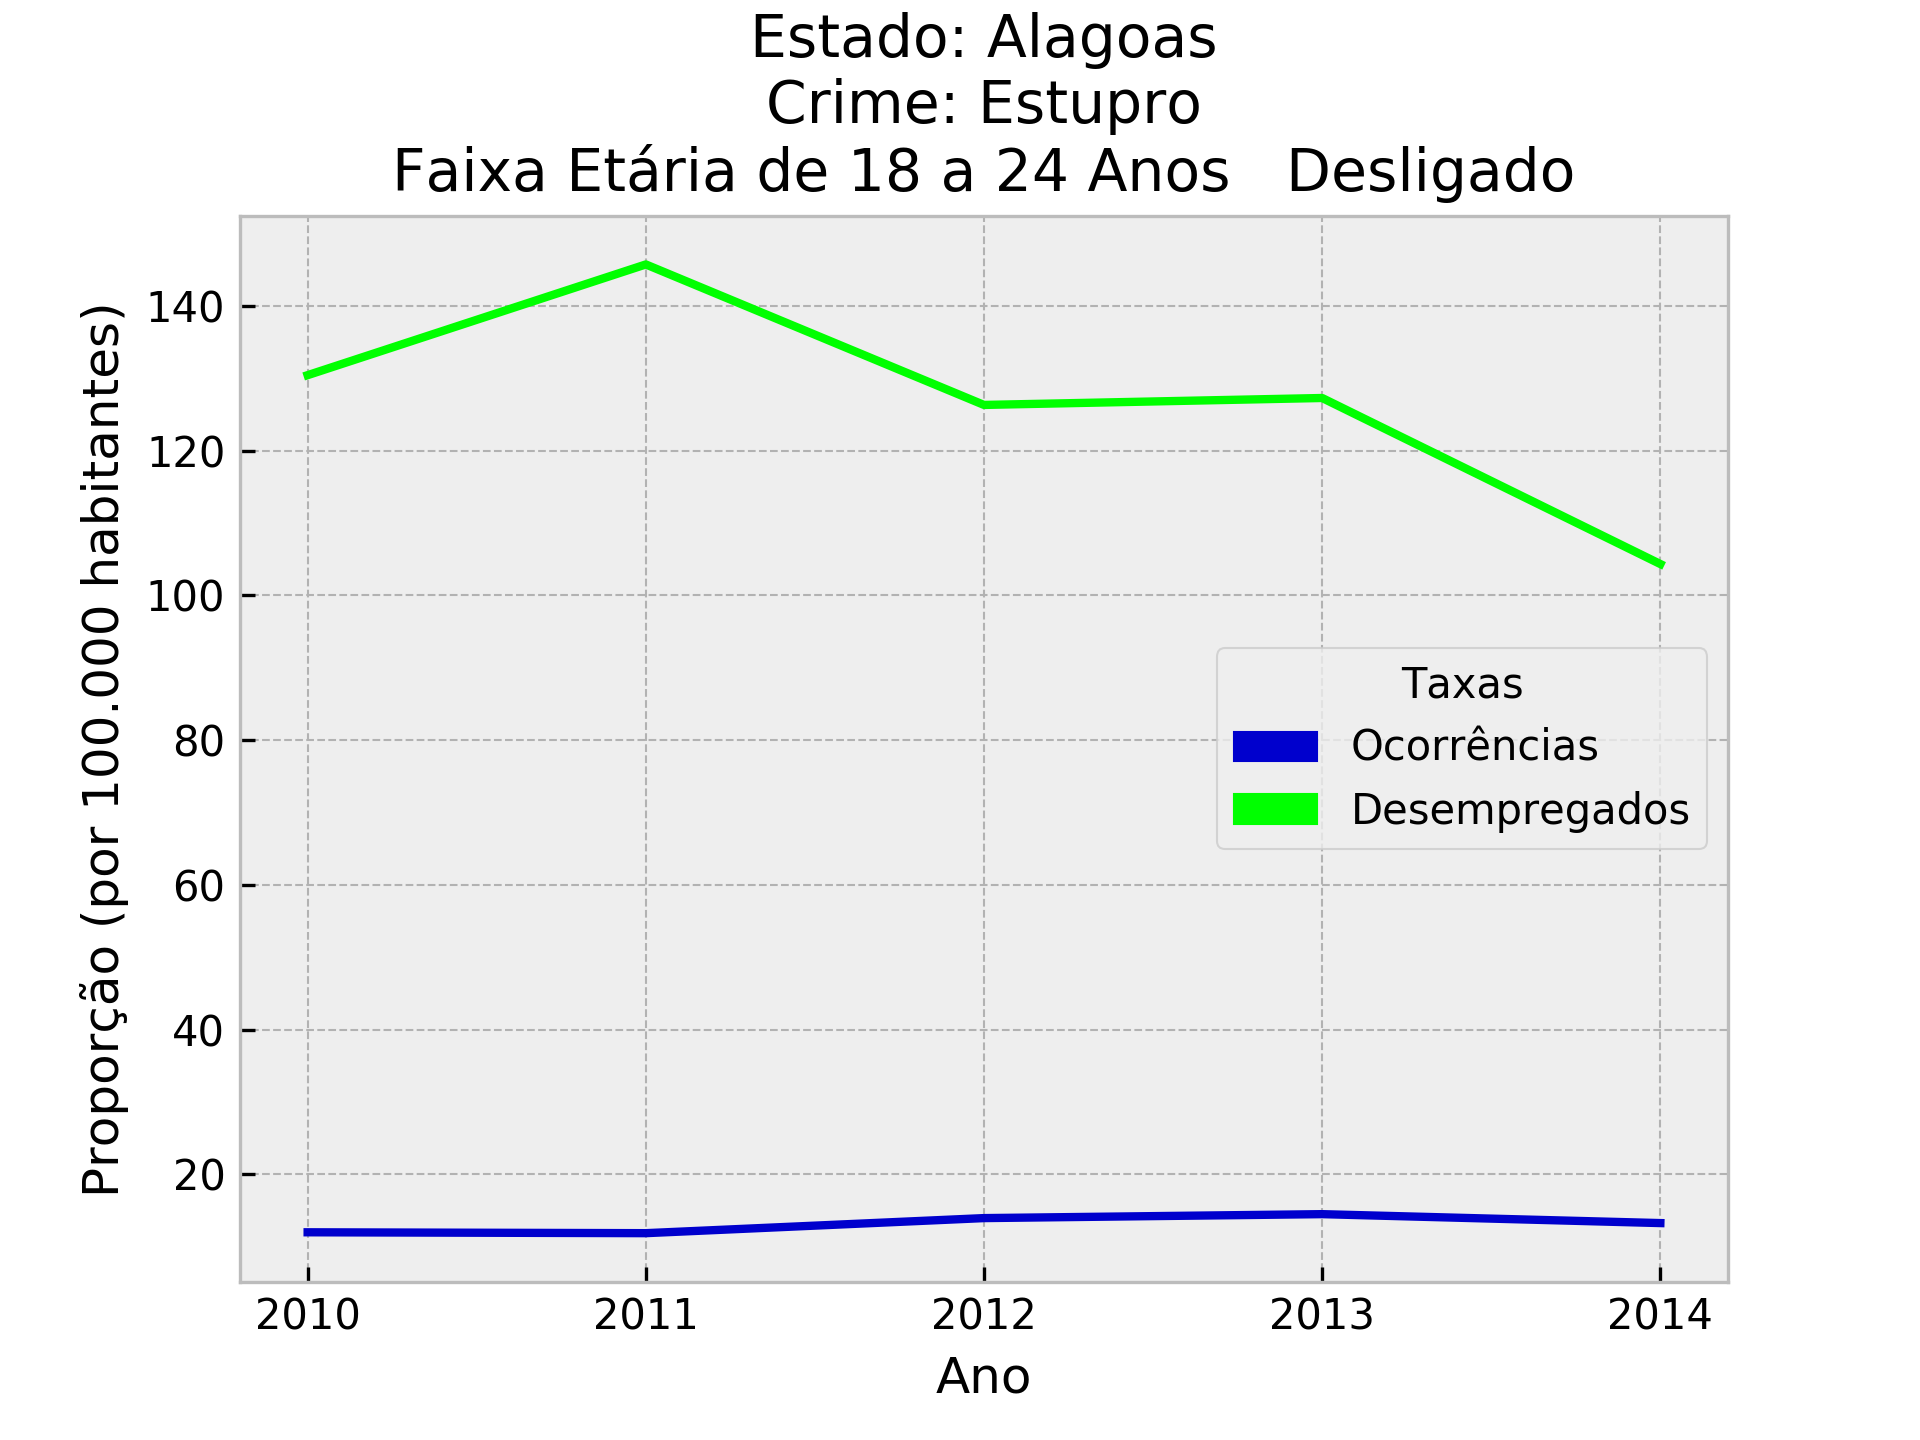 Estado: Alagoas
Crime: Estupro
Faixa Etária de 18 a 24 Anos   Desligado
Proporção (por 100.000 habitantes)
140
120
100
80
60
40
20
Taxas
Ocorrências
Desempregados
2010 2011 2012 2013 2014
Ano